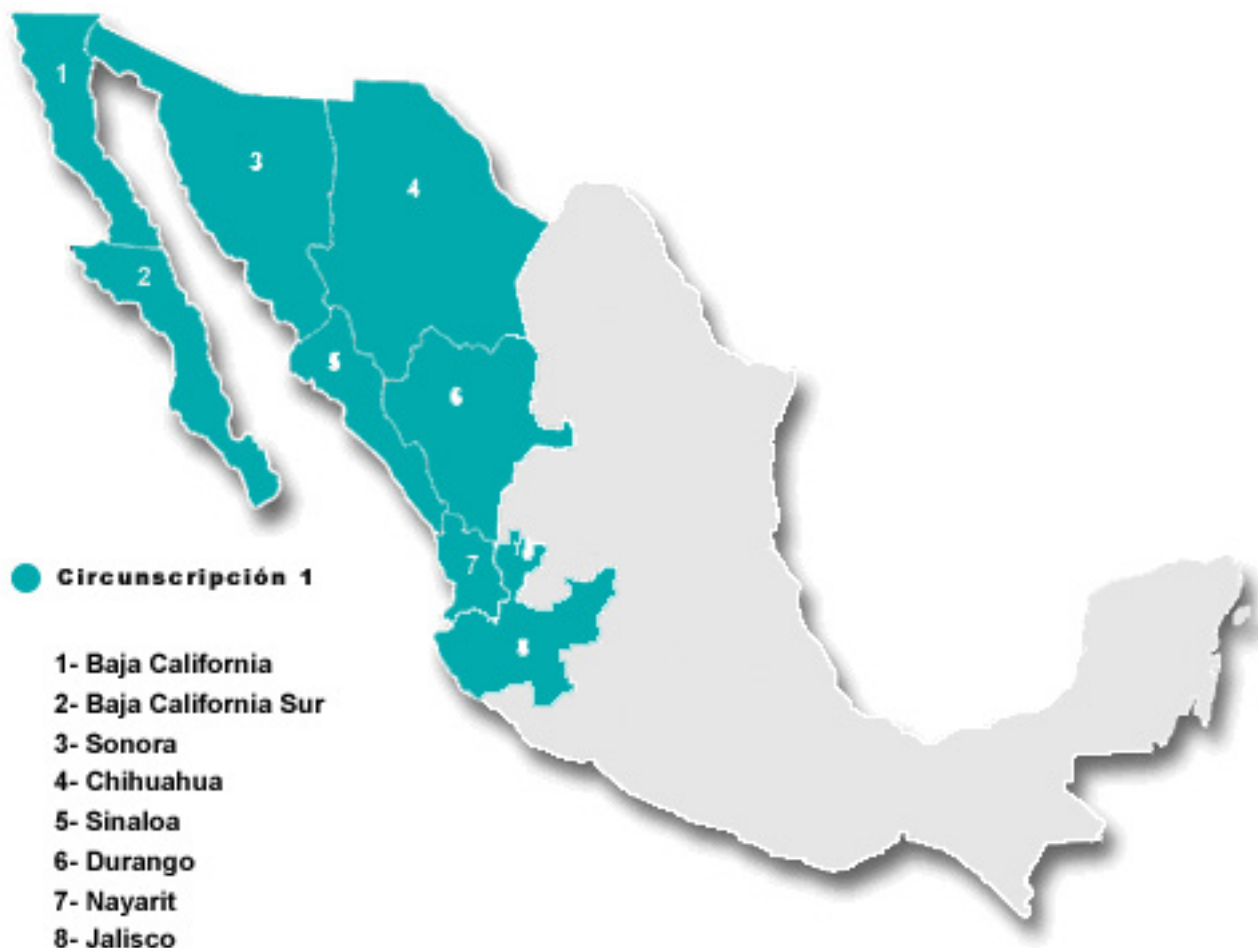 1
3
4
2
5
6
7
Circunscripción 1
8
1- Baja California
2- Baja California Sur
3- Sonora
4- Chihuahua
5- Sinaloa
6- Durango
7- Nayarit
8- Jalisco